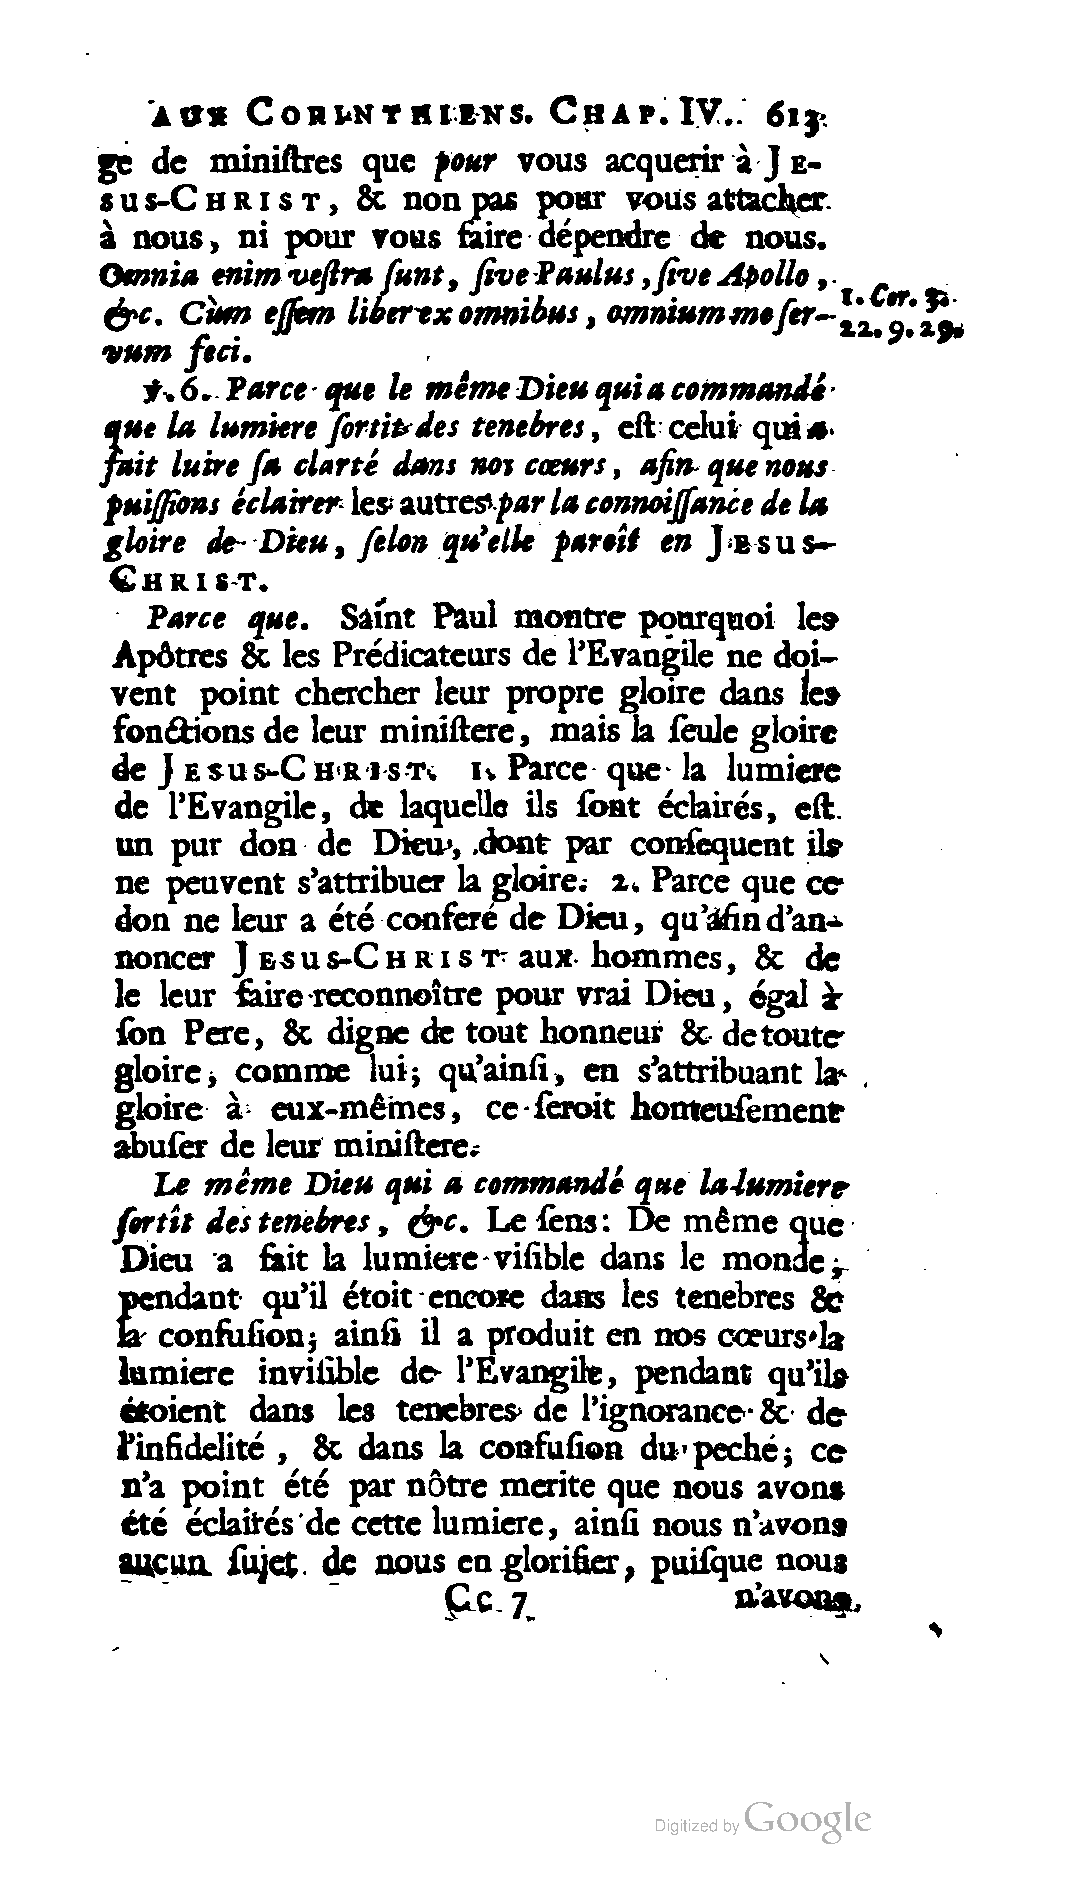 AUX CORINTHIENS. CHAP. IV. 613
ge de miniſtres que pour vous acquerir à JE-
SUS-CHRIST, & non pas pour vous attacher
à nous, ni pour vous faire dépendre de nous.
Omnia enim veſtra ſunt, ſive Paulus, ſive Apollo,
&c. Cùm eſſem liber ex omnibus, omnium me ſer-
vum feci.
1. Cor. 3.
22. 9. 29.
℣. 6. Parce que le même Dieu qui a commandé
que la lumiere ſortit des tenebres, eſt celui qui a
fait luire ſa clarté dans nos cœurs, afin que nous
puiſſions éclairer les autres par la connoiſſance de la
gloire de Dieu, ſelon qu'elle paroît en JESUS-
CHRIST.
Parce que. Saint Paul montre pourquoi les
Apôtres & les Prédicateurs de l'Evangile ne doi-
vent point chercher leur propre gloire dans les
fonctions de leur miniſtere, mais la ſeule gloire
de JESUS-CHRIST. 1. Parce que la lumiere
de l'Evangile, de laquelle ils ſont éclairés, eſt
un pur don de Dieu, dont par conſequent ils
ne peuvent s'attribuer la gloire. 2. Parce que ce
don ne leur a été conferé de Dieu, qu'afin d'an-
noncer JESUS-CHRIST aux hommes, & de
le leur faire reconnoître pour vrai Dieu, égal à
ſon Pere, & digne de tout honneur & de toute
gloire, comme lui; qu'ainſi, en s'attribuant la
gloire à eux-mêmes, ce ſeroit honteuſement
abuſer de leur miniſtere.
Le même Dieu qui a commandé que la lumiere
ſortît des tenebres, &c. Le ſens: De même que
Dieu a fait la lumiere viſible dans le monde,
pendant qu'il étoit encore dans les tenebres &
la confuſion; ainſi il a produit en nos cœurs la
lumiere inviſible de l'Evangile, pendant qu'ils
étoient dans les tenebres de l'ignorance & de
l'infidelité, & dans la confuſion du peché; ce
n'a point été par nôtre merite que nous avons
été éclairés de cette lumiere, ainſi nous n'avons
aucun ſujet de nous en glorifier, puiſque nous
Cc 7 n'avons
Digitized by Google